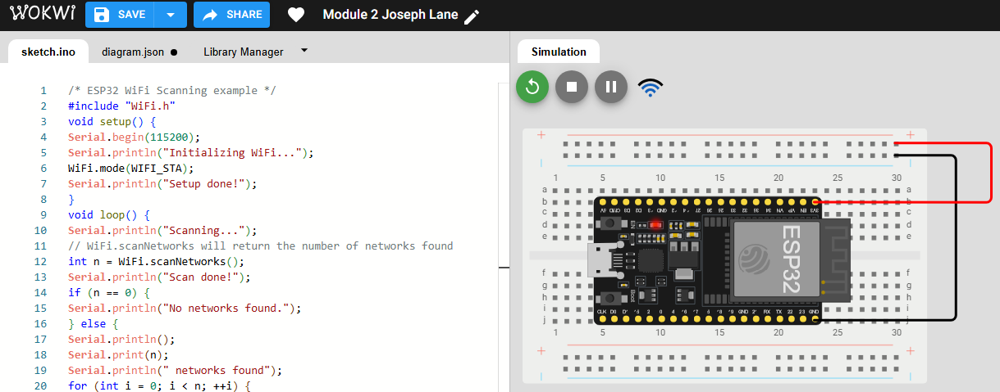 WOKWI SAVE SHARE Module 2 Joseph Lane
sketch.ino diagram.json Library Manager
Simulation
1 /* ESP32 WiFi Scanning example */
2 #include "WiFi.h"
3 void setup() {
4 Serial.begin(115200);
5 Serial.println("Initializing WiFi...");
6 WiFi.mode(WIFI_STA);
7 Serial.println("Setup done!");
8 }
9 void loop() {
10 Serial.println("Scanning...");
11 // WiFi.scanNetworks will return the number of networks found
12 int n = WiFi.scanNetworks();
13 Serial.println("Scan done!");
14 if (n == 0) {
15 Serial.println("No networks found.");
16 } else {
17 Serial.println();
18 Serial.print(n);
19 Serial.println(" networks found");
20 for (int i = 0; i < n; ++i) {
+ +
1 5 10 15 20 25 30
a a
b b
c c
d d
e e
EN
ESP32
f f
g g
h h
i i
j j
Boot
CLK D0 2 0 4 5 18 19 GND RX TX 22 23 GND
1 5 10 15 20 25 30
+ +